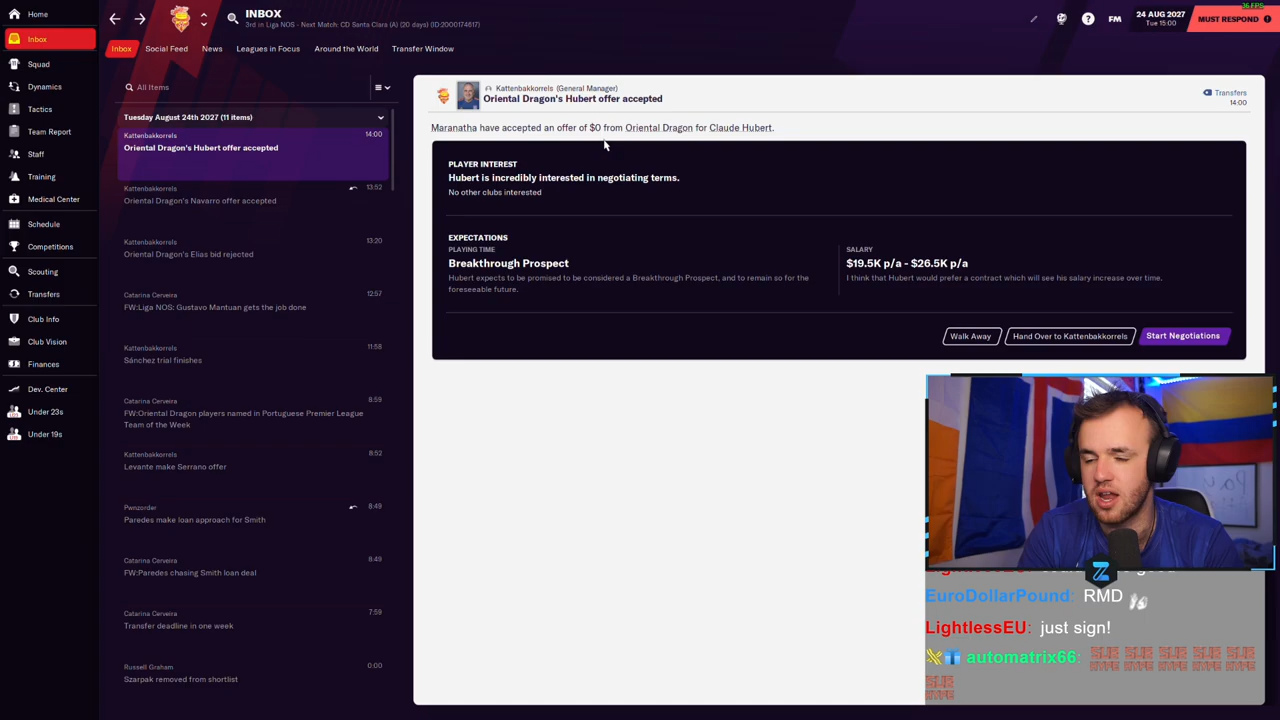 Home
Inbox
Squad
Dynamics
Tactics
Team Report
Staff
Training
Medical Center
Schedule
Competitions
Scouting
Transfers
Club Info
Club Vision
Finances
Dev. Center
Under 23s
Under 19s
INBOX
3rd in Liga NOS - Next Match: CD Santa Clara (A) (20 days) (ID:2000174617)
36 FPS
FM
24 AUG 2027
Tue 15:00
MUST RESPOND
Inbox
Social Feed
News
Leagues in Focus
Around the World
Transfer Window
All Items
Tuesday August 24th 2027 (11 items)
Kattenbakkorrels 14:00
Oriental Dragon's Hubert offer accepted
Kattenbakkorrels 13:52
Oriental Dragon's Navarro offer accepted
Kattenbakkorrels 13:20
Oriental Dragon's Elias bid rejected
Catarina Cerveira 12:57
FW:Liga NOS: Gustavo Mantuan gets the job done
Kattenbakkorrels 11:58
Sánchez trial finishes
Catarina Cerveira 8:59
FW:Oriental Dragon players named in Portuguese Premier League
Team of the Week
Kattenbakkorrels 8:52
Levante make Serrano offer
Pwnzorder 8:49
Paredes make loan approach for Smith
Catarina Cerveira 8:49
FW:Paredes chasing Smith loan deal
Catarina Cerveira 7:59
Transfer deadline in one week
Russell Graham 0:00
Szarpak removed from shortlist
Kattenbakkorrels (General Manager)
Oriental Dragon's Hubert offer accepted
Transfers
14:00
Maranatha have accepted an offer of $0 from Oriental Dragon for Claude Hubert.
PLAYER INTEREST
Hubert is incredibly interested in negotiating terms.
No other clubs interested
EXPECTATIONS
PLAYING TIME
Breakthrough Prospect
Hubert expects to be promised to be considered a Breakthrough Prospect, and to remain so for the
foreseeable future.
SALARY
$19.5K p/a - $26.5K p/a
I think that Hubert would prefer a contract which will see his salary increase over time.
Walk Away
Hand Over to Kattenbakkorrels
Start Negotiations
EuroDollarPound: RMD
LightlessEU: just sign!
automatrix66: